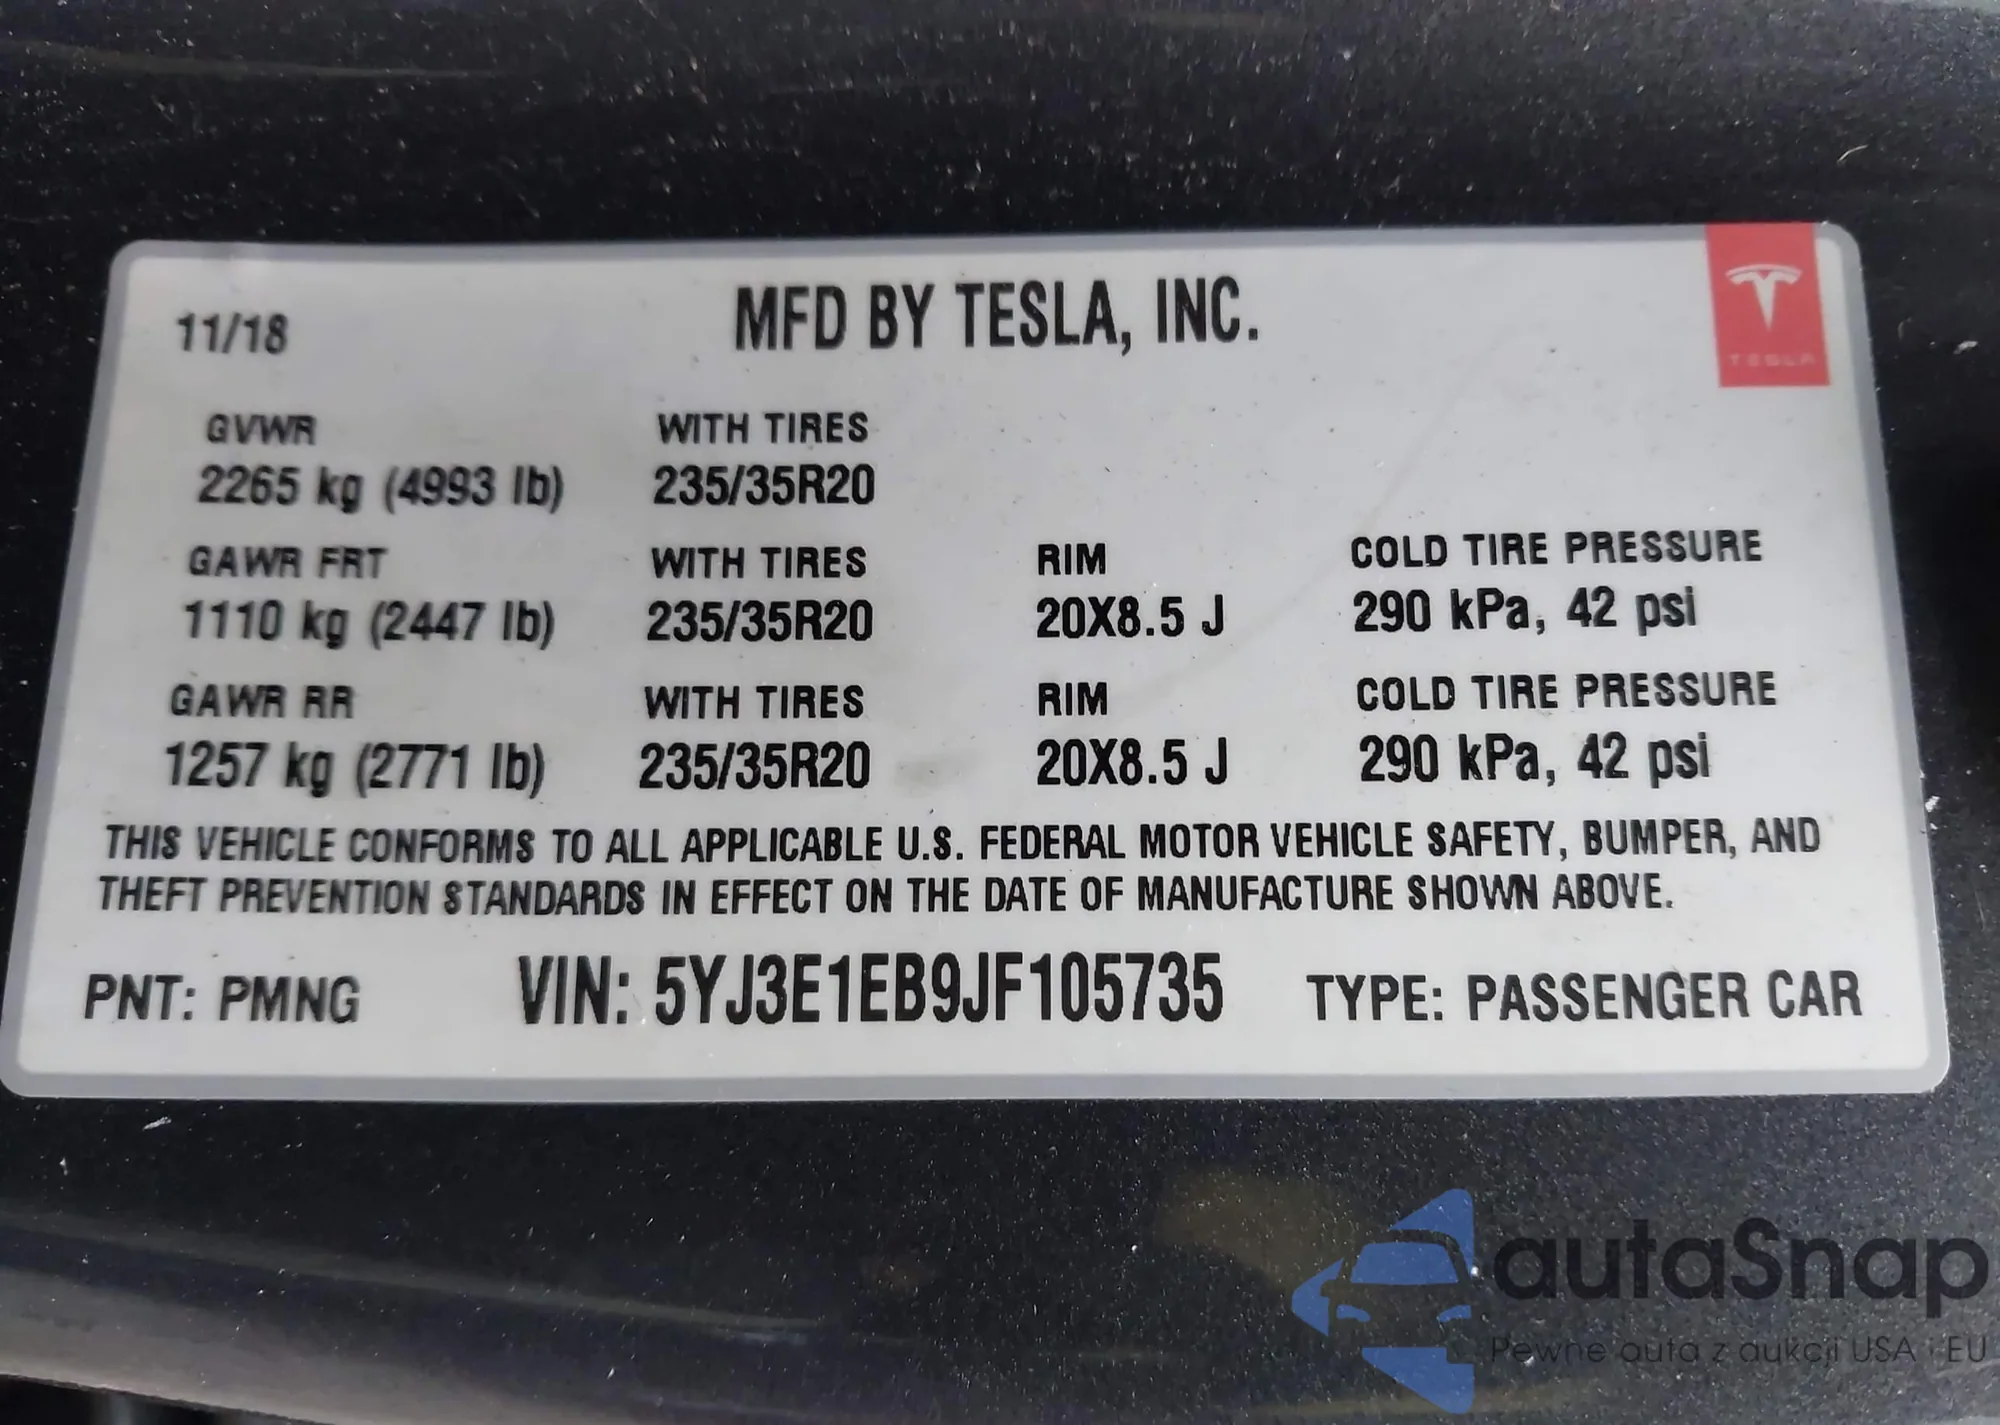 11/18
MFD BY TESLA, INC.
TESLA
GVWR WITH TIRES
2265 kg (4993 lb) 235/35R20
GAWR FRT WITH TIRES RIM COLD TIRE PRESSURE
1110 kg (2447 lb) 235/35R20 20X8.5 J 290 kPa, 42 psi
GAWR RR WITH TIRES RIM COLD TIRE PRESSURE
1257 kg (2771 lb) 235/35R20 20X8.5 J 290 kPa, 42 psi
THIS VEHICLE CONFORMS TO ALL APPLICABLE U.S. FEDERAL MOTOR VEHICLE SAFETY, BUMPER, AND
THEFT PREVENTION STANDARDS IN EFFECT ON THE DATE OF MANUFACTURE SHOWN ABOVE.
PNT: PMNG VIN: 5YJ3E1EB9JF105735 TYPE: PASSENGER CAR
autaSnap
Pewne auta z aukcji USA i EU